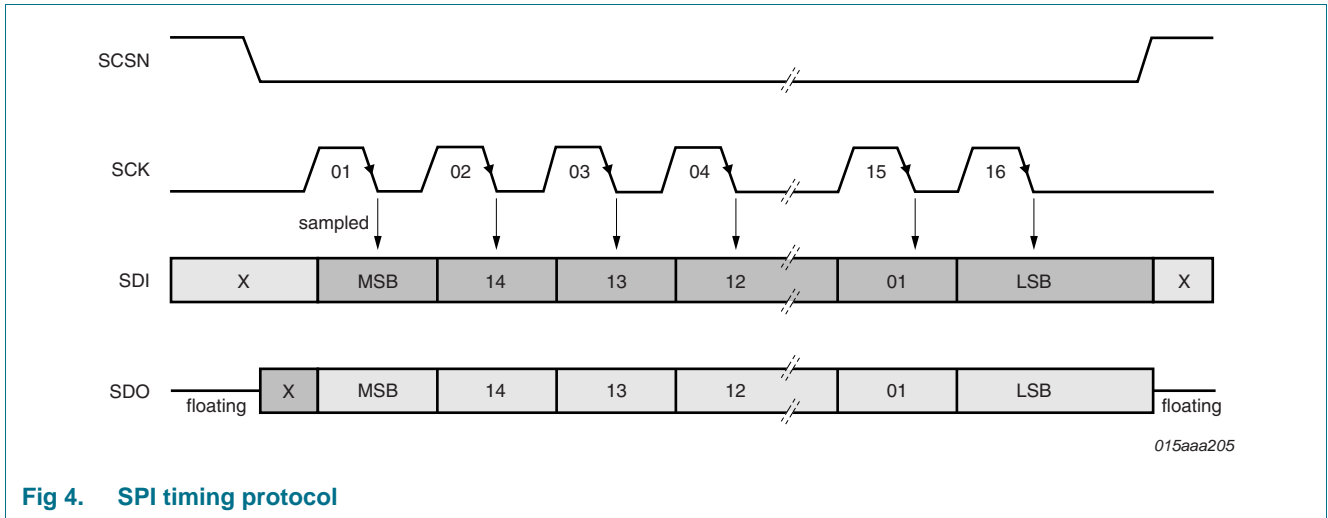 SCSN
SCK
01 02 03 04 15 16
sampled
SDI
X MSB 14 13 12 01 LSB X
SDO
floating
X MSB 14 13 12 01 LSB
floating
015aaa205
Fig 4. SPI timing protocol